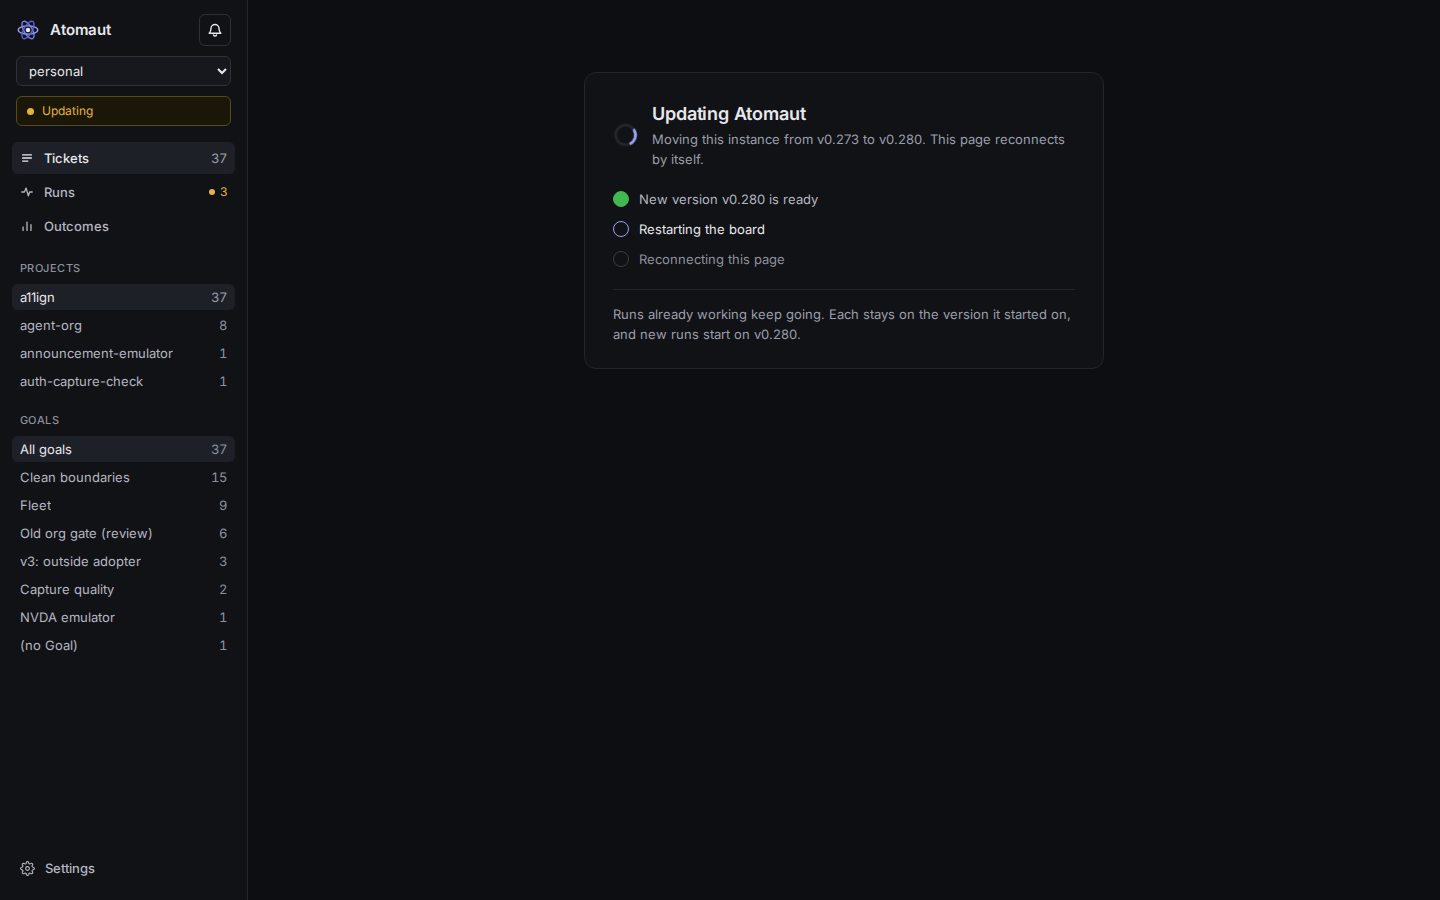 Atomaut
personal
Updating
Tickets 37
Runs 3
Outcomes
PROJECTS
a11ign 37
agent-org 8
announcement-emulator 1
auth-capture-check 1
GOALS
All goals 37
Clean boundaries 15
Fleet 9
Old org gate (review) 6
v3: outside adopter 3
Capture quality 2
NVDA emulator 1
(no Goal) 1
Settings
Updating Atomaut
Moving this instance from v0.273 to v0.280. This page reconnects
by itself.
New version v0.280 is ready
Restarting the board
Reconnecting this page
Runs already working keep going. Each stays on the version it started on,
and new runs start on v0.280.